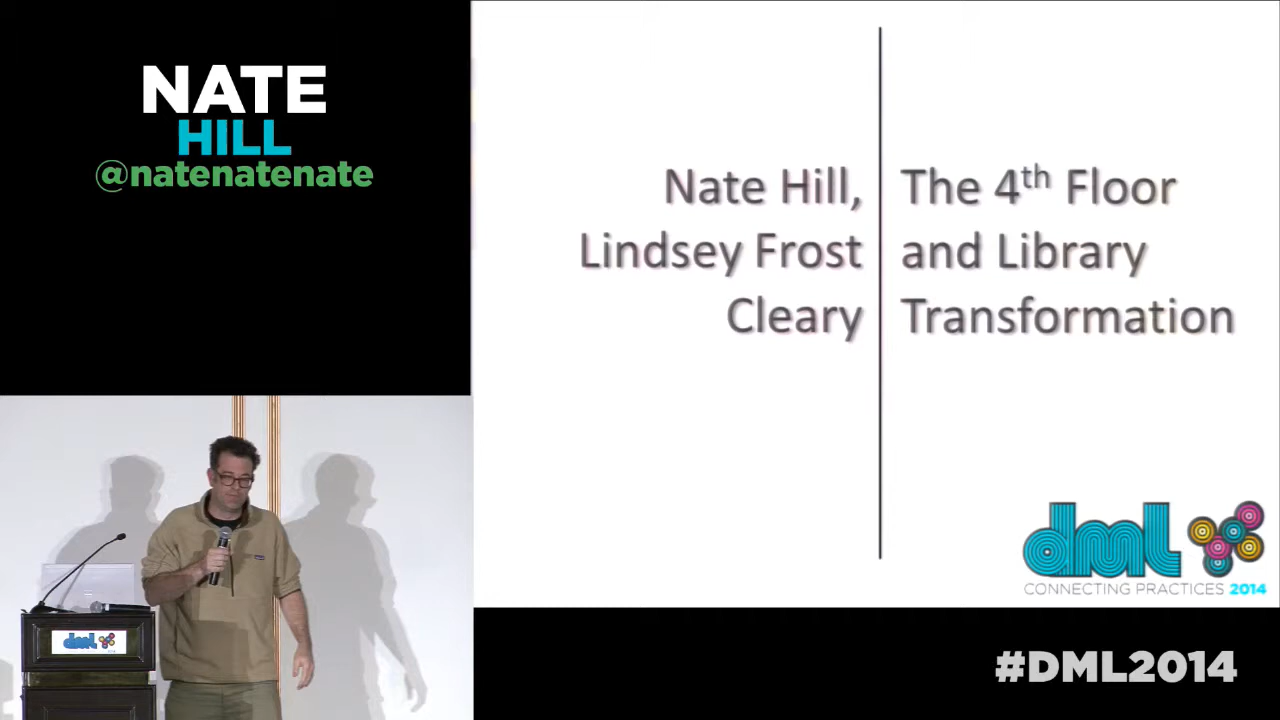 NATE
HILL
@natenatenate
Nate Hill,
Lindsey Frost
Cleary
The 4th Floor
and Library
Transformation
dml
CONNECTING PRACTICES 2014
dml
#DML2014